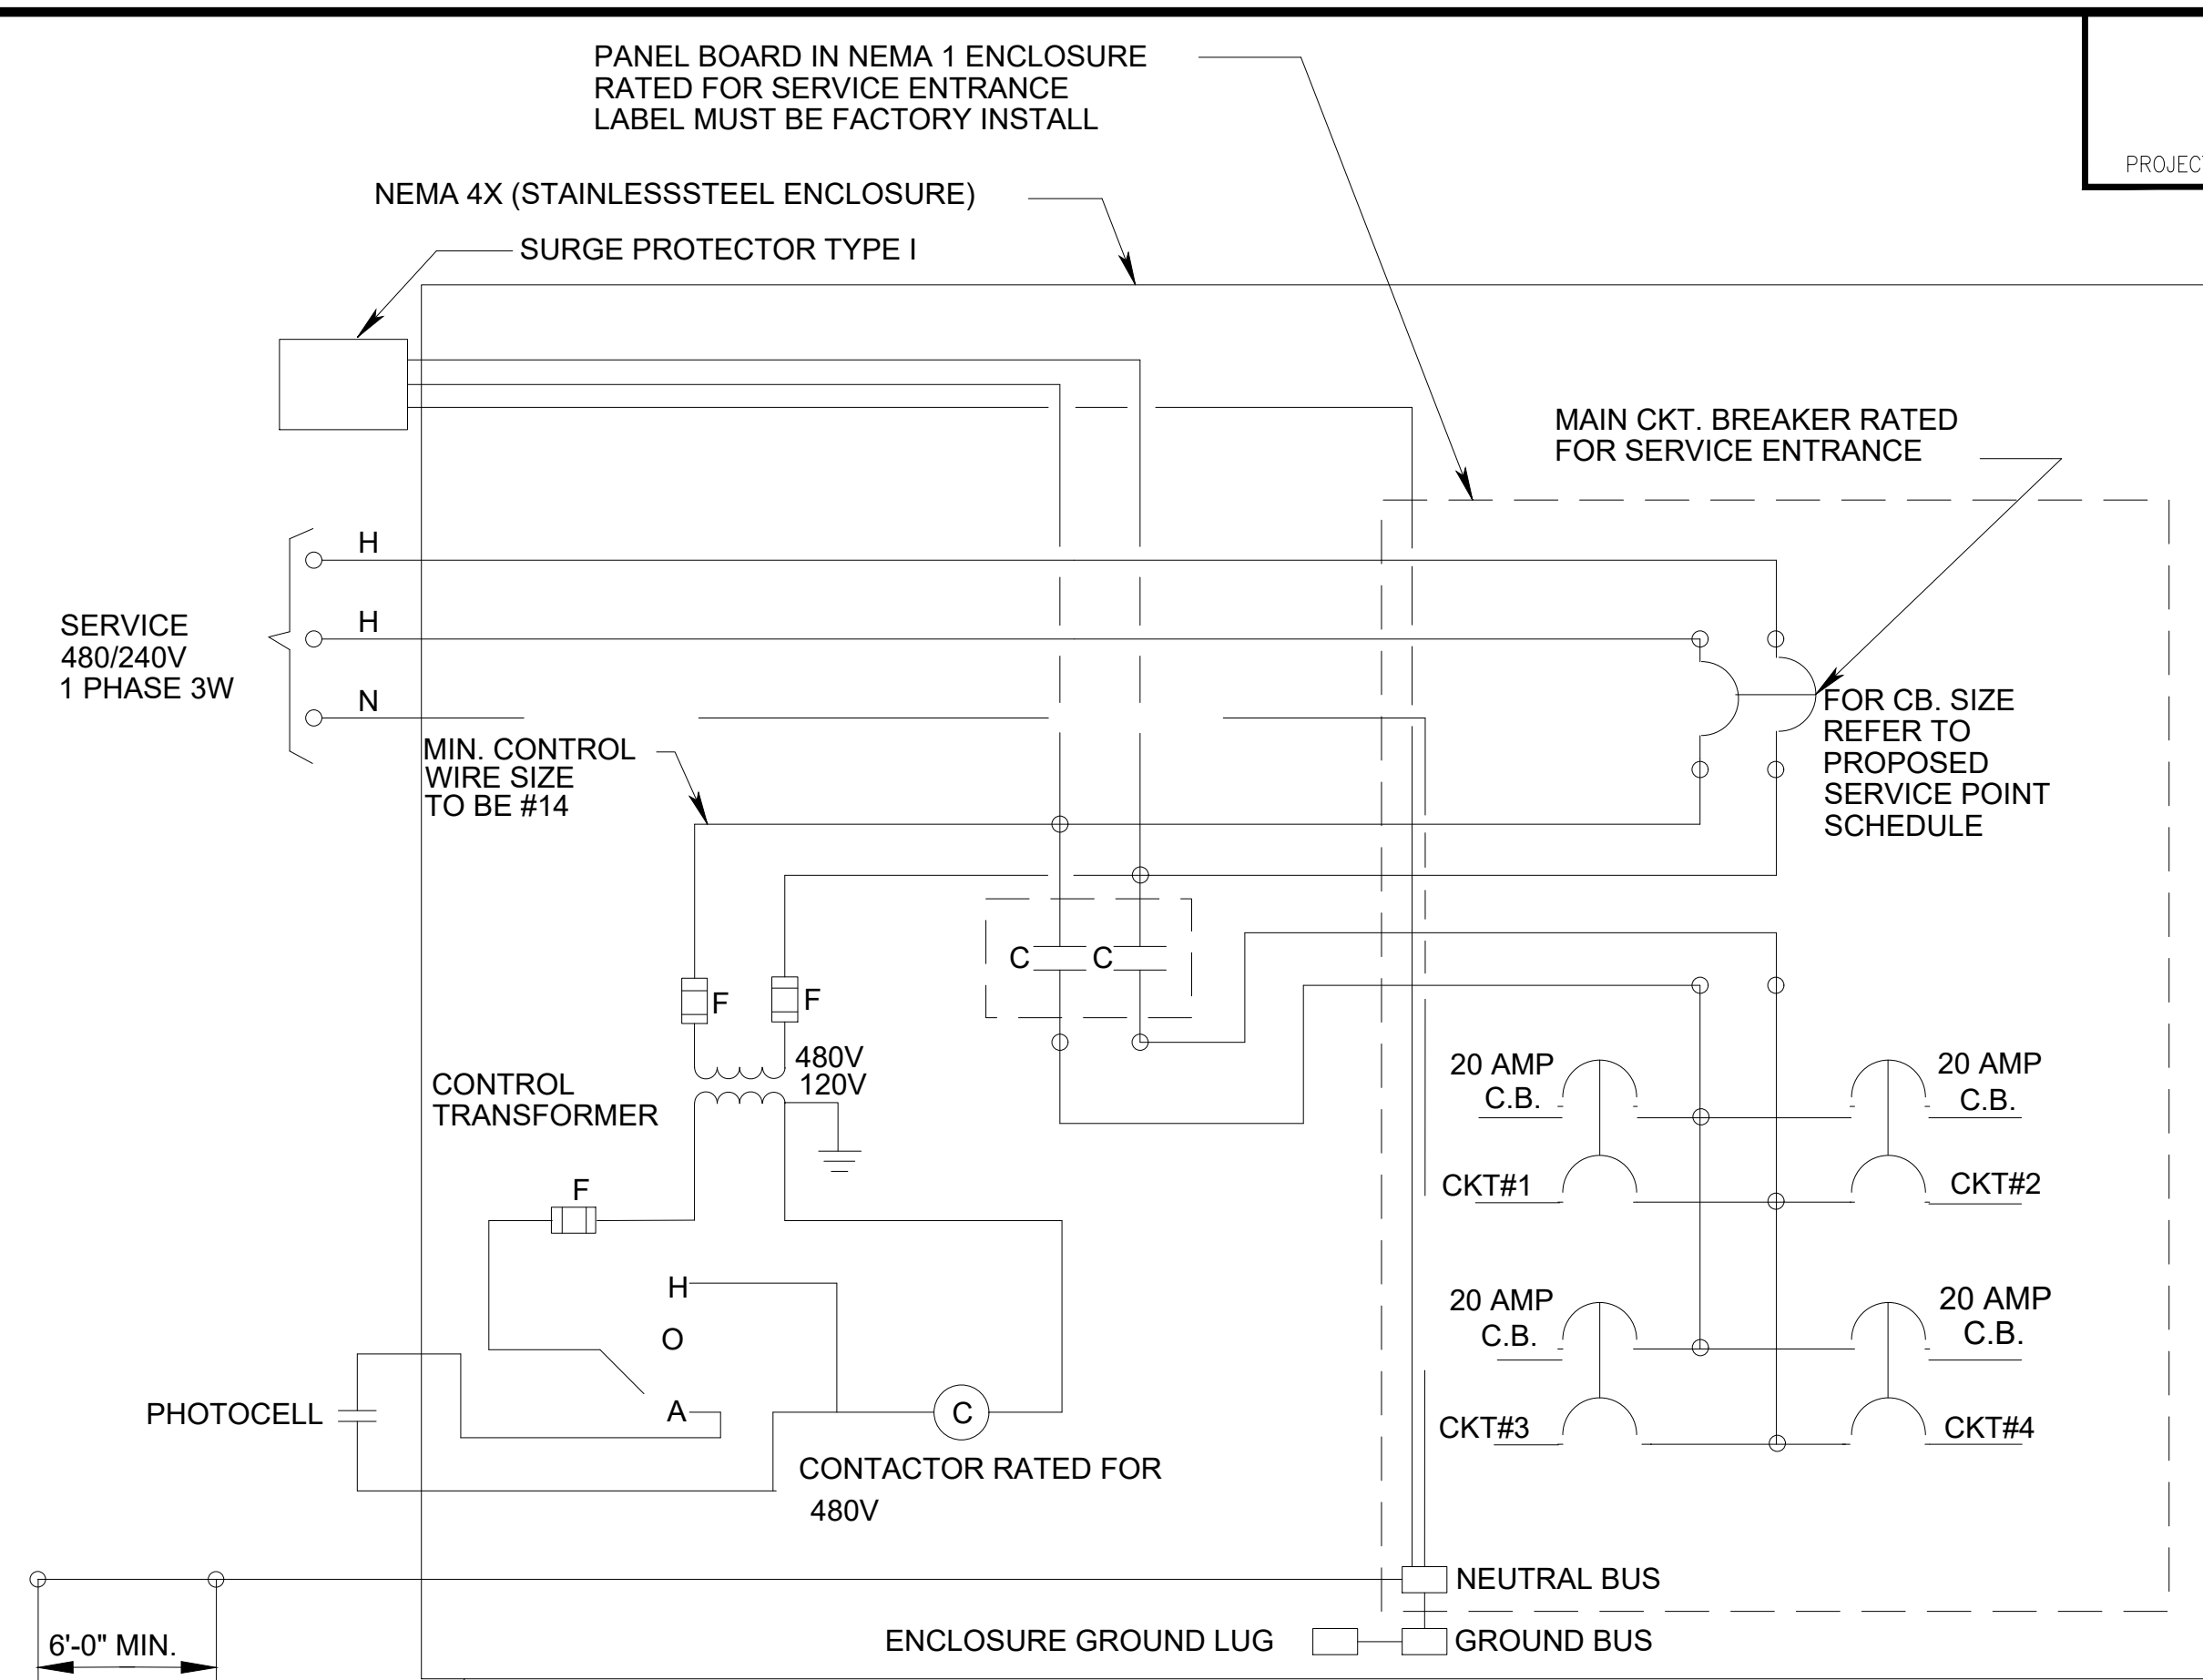 PANEL BOARD IN NEMA 1 ENCLOSURE
RATED FOR SERVICE ENTRANCE
LABEL MUST BE FACTORY INSTALL
PROJECT
NEMA 4X (STAINLESSSTEEL ENCLOSURE)
SURGE PROTECTOR TYPE I
MAIN CKT. BREAKER RATED
FOR SERVICE ENTRANCE
H
H
N
SERVICE
480/240V
1 PHASE 3W
FOR CB. SIZE
REFER TO
PROPOSED
SERVICE POINT
SCHEDULE
MIN. CONTROL
WIRE SIZE
TO BE #14
C
C
F
F
480V
120V
CONTROL
TRANSFORMER
20 AMP
C.B.
20 AMP
C.B.
CKT#1
CKT#2
F
H
O
A
20 AMP
C.B.
20 AMP
C.B.
CKT#3
CKT#4
PHOTOCELL
C
CONTACTOR RATED FOR
480V
NEUTRAL BUS
6'-0" MIN.
ENCLOSURE GROUND LUG
GROUND BUS